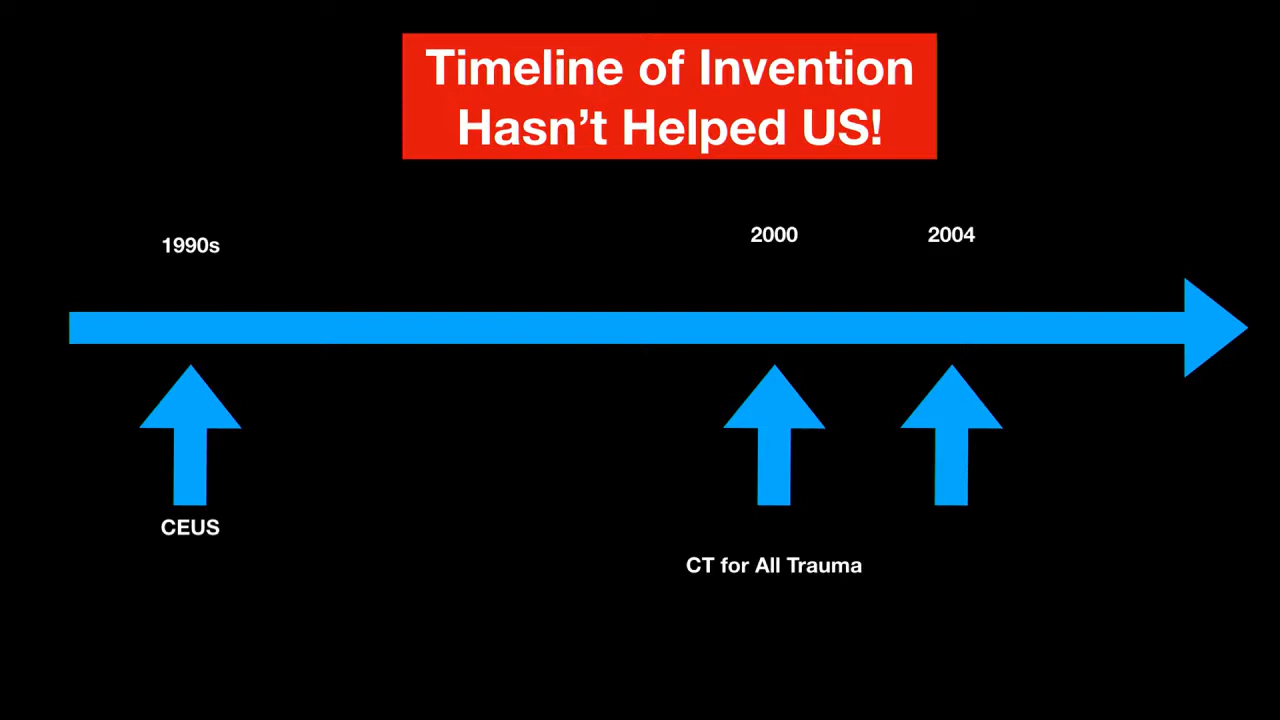 Timeline of Invention
Hasn’t Helped US!
1990s
2000
2004
CEUS
CT for All Trauma